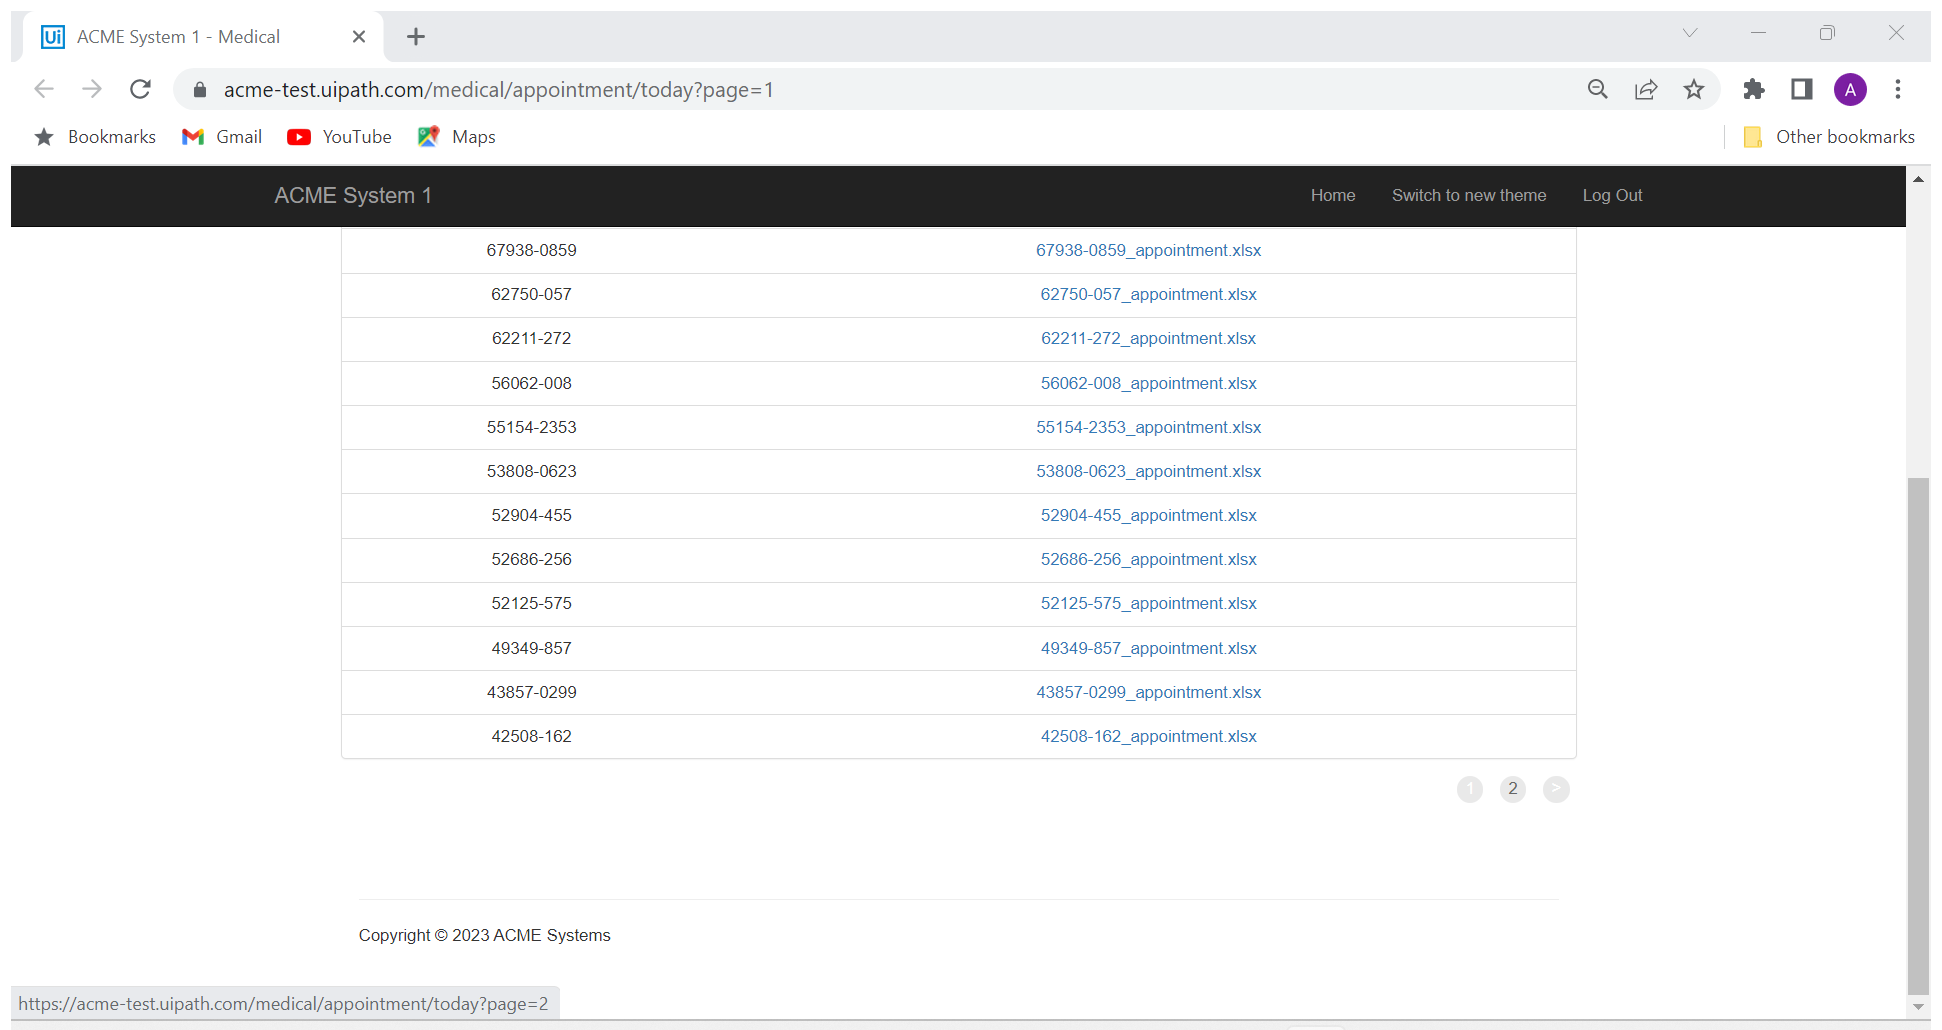 Ui ACME System 1 - Medical
acme-test.uipath.com/medical/appointment/today?page=1
A
Bookmarks Gmail YouTube Maps Other bookmarks
ACME System 1 Home Switch to new theme Log Out
67938-0859 67938-0859_appointment.xlsx
62750-057 62750-057_appointment.xlsx
62211-272 62211-272_appointment.xlsx
56062-008 56062-008_appointment.xlsx
55154-2353 55154-2353_appointment.xlsx
53808-0623 53808-0623_appointment.xlsx
52904-455 52904-455_appointment.xlsx
52686-256 52686-256_appointment.xlsx
52125-575 52125-575_appointment.xlsx
49349-857 49349-857_appointment.xlsx
43857-0299 43857-0299_appointment.xlsx
42508-162 42508-162_appointment.xlsx
1 2 >
Copyright © 2023 ACME Systems
https://acme-test.uipath.com/medical/appointment/today?page=2